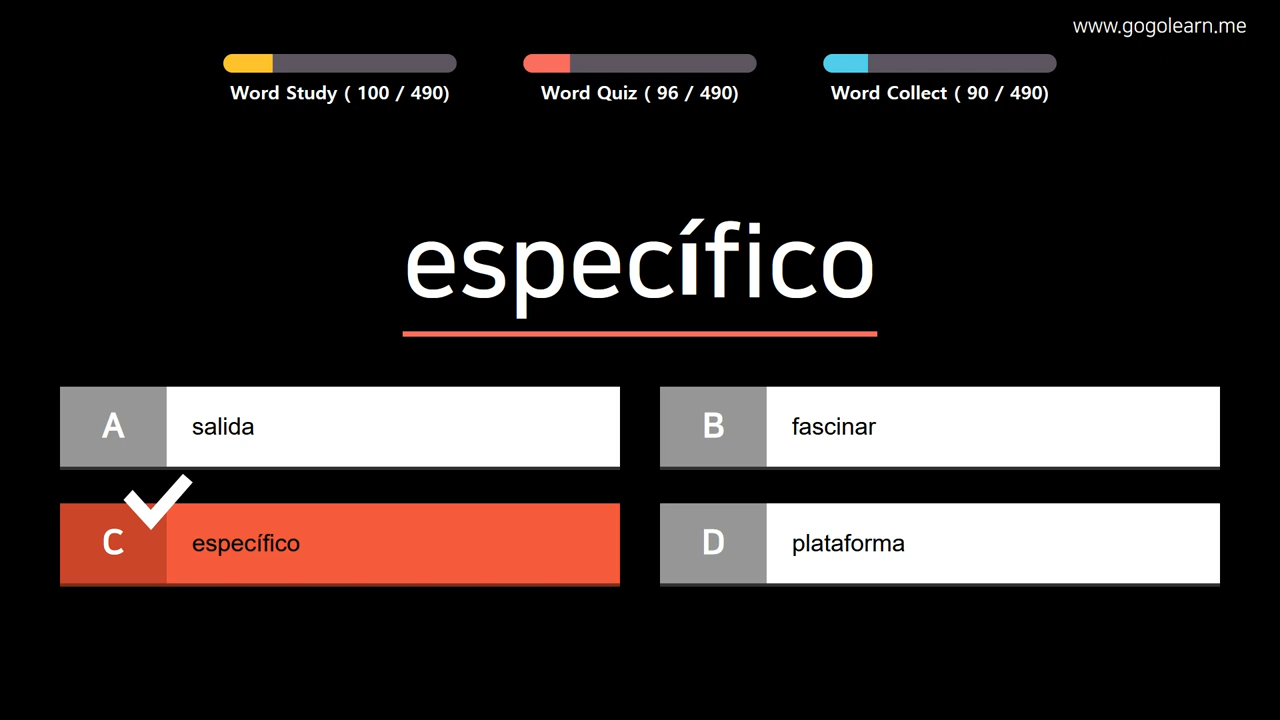 www.gogolearn.me
Word Study ( 100 / 490)
Word Quiz ( 96 / 490)
Word Collect ( 90 / 490)
específico
A
salida
B
fascinar
C
específico
D
plataforma